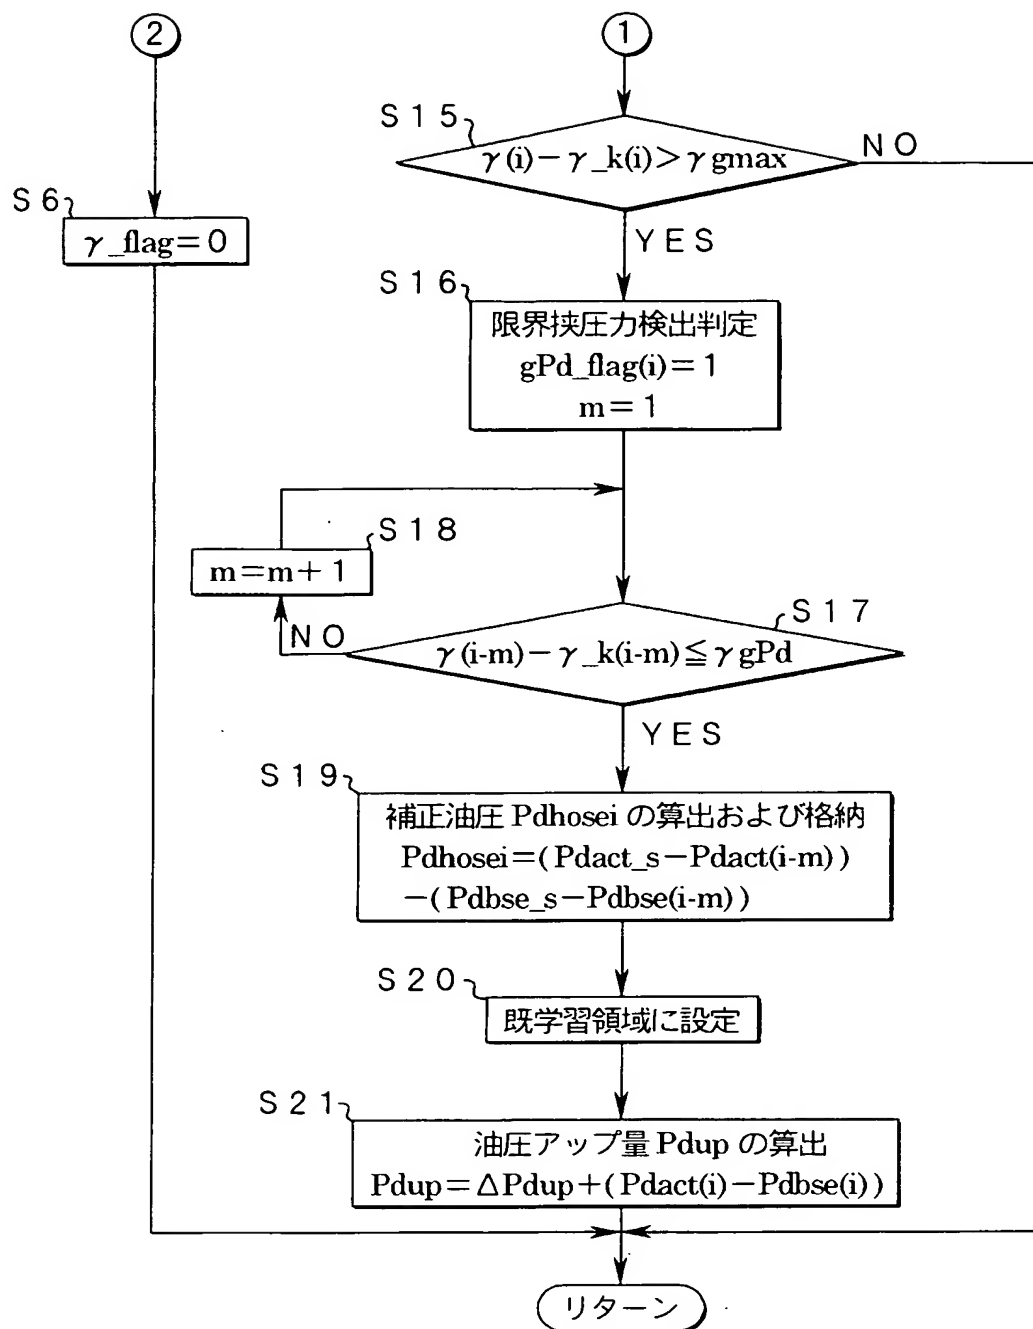 ②
①
S15
γ(i)−γ_k(i)>γgmax
NO
S6
γ_flag=0
YES
S16
限界挟圧力検出判定
gPd_flag(i)=1
m=1
S18
m=m+1
S17
NO
γ(i-m)−γ_k(i-m)≦γgPd
YES
S19
補正油圧 Pdhosei の算出および格納
Pdhosei=(Pdact_s−Pdact(i-m))
−(Pdbse_s−Pdbse(i-m))
S20
既学習領域に設定
S21
油圧アップ量 Pdup の算出
Pdup=ΔPdup+(Pdact(i)−Pdbse(i))
リターン